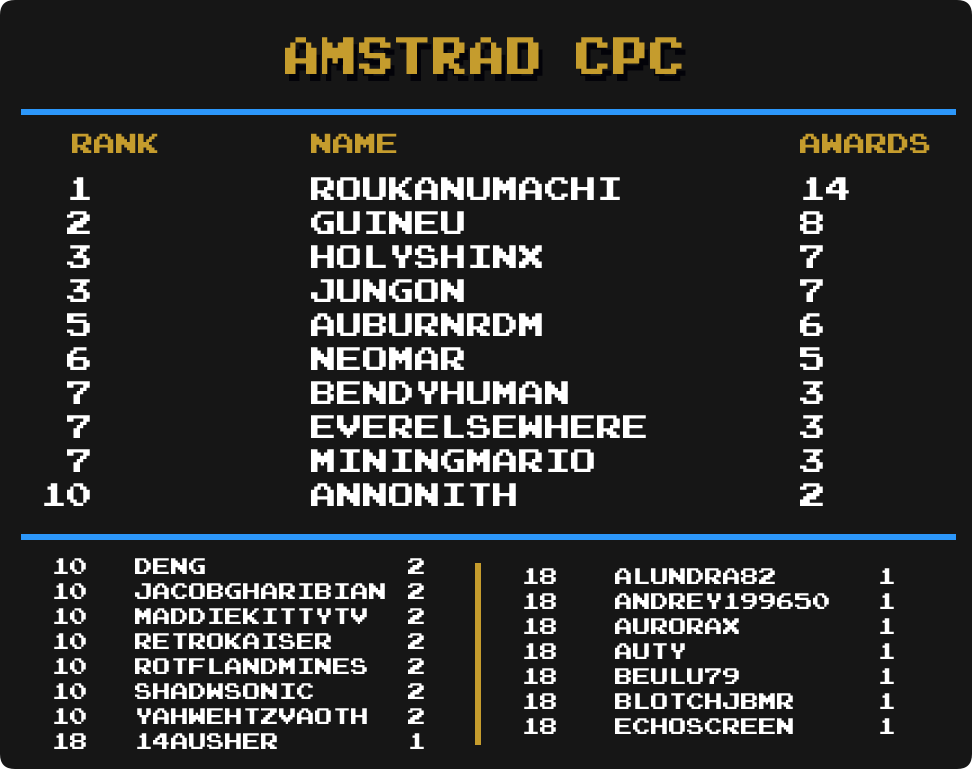 AMSTRAD CPC
RANK NAME AWARDS
1 ROUKANUMACHI 14
2 GUINEU 8
3 HOLYSHINX 7
3 JUNGON 7
5 AUBURNRDM 6
6 NEOMAR 5
7 BENDYHUMAN 3
7 EVERELSEWHERE 3
7 MININGMARIO 3
10 ANNONITH 2
10 DENG 2
10 JACOBGHARIBIAN 2
10 MADDIEKITTYTV 2
10 RETROKAISER 2
10 ROTFLANDMINES 2
10 SHADWSONIC 2
10 YAHWEHTZVAOTH 2
18 14AUSHER 1
18 ALUNDRA82 1
18 ANDREY199650 1
18 AURORAX 1
18 AUTY 1
18 BEULU79 1
18 BLOTCHJBMR 1
18 ECHOSCREEN 1